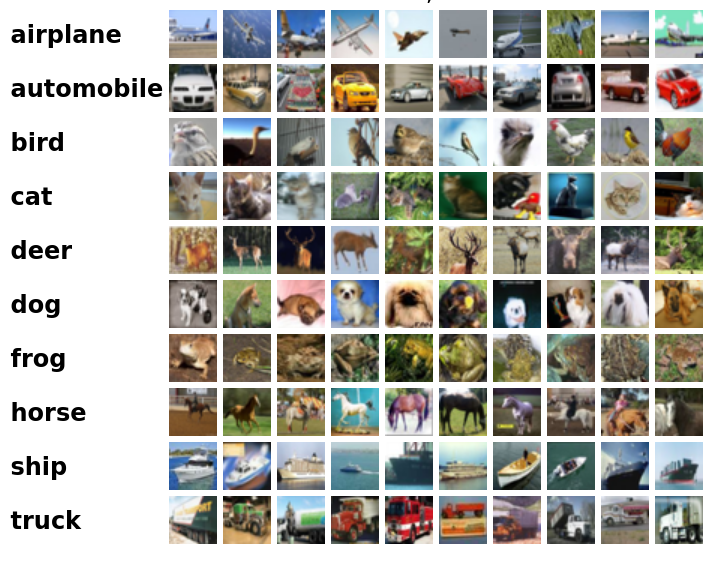 airplane
automobile
bird
cat
deer
dog
frog
horse
ship
truck